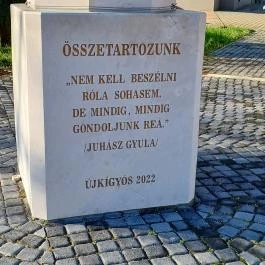 ÖSSZETARTOZUNK
„NEM KELL BESZÉLNI
RÓLA SOHASEM,
DE MINDIG, MINDIG
GONDOLJUNK REÁ."
/JUHÁSZ GYULA/
ÚJKÍGYÓS 2022